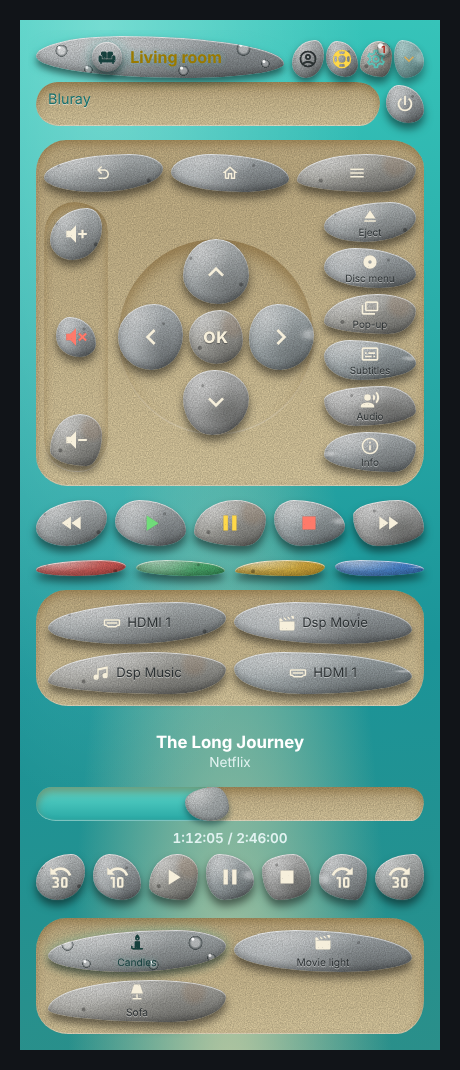 Living room
1
Bluray
Eject
Disc menu
Pop-up
OK
Subtitles
Audio
Info
HDMI 1
Dsp Movie
Dsp Music
HDMI 1
The Long Journey
Netflix
1:12:05 / 2:46:00
30
10
10
30
Candles
Movie light
Sofa